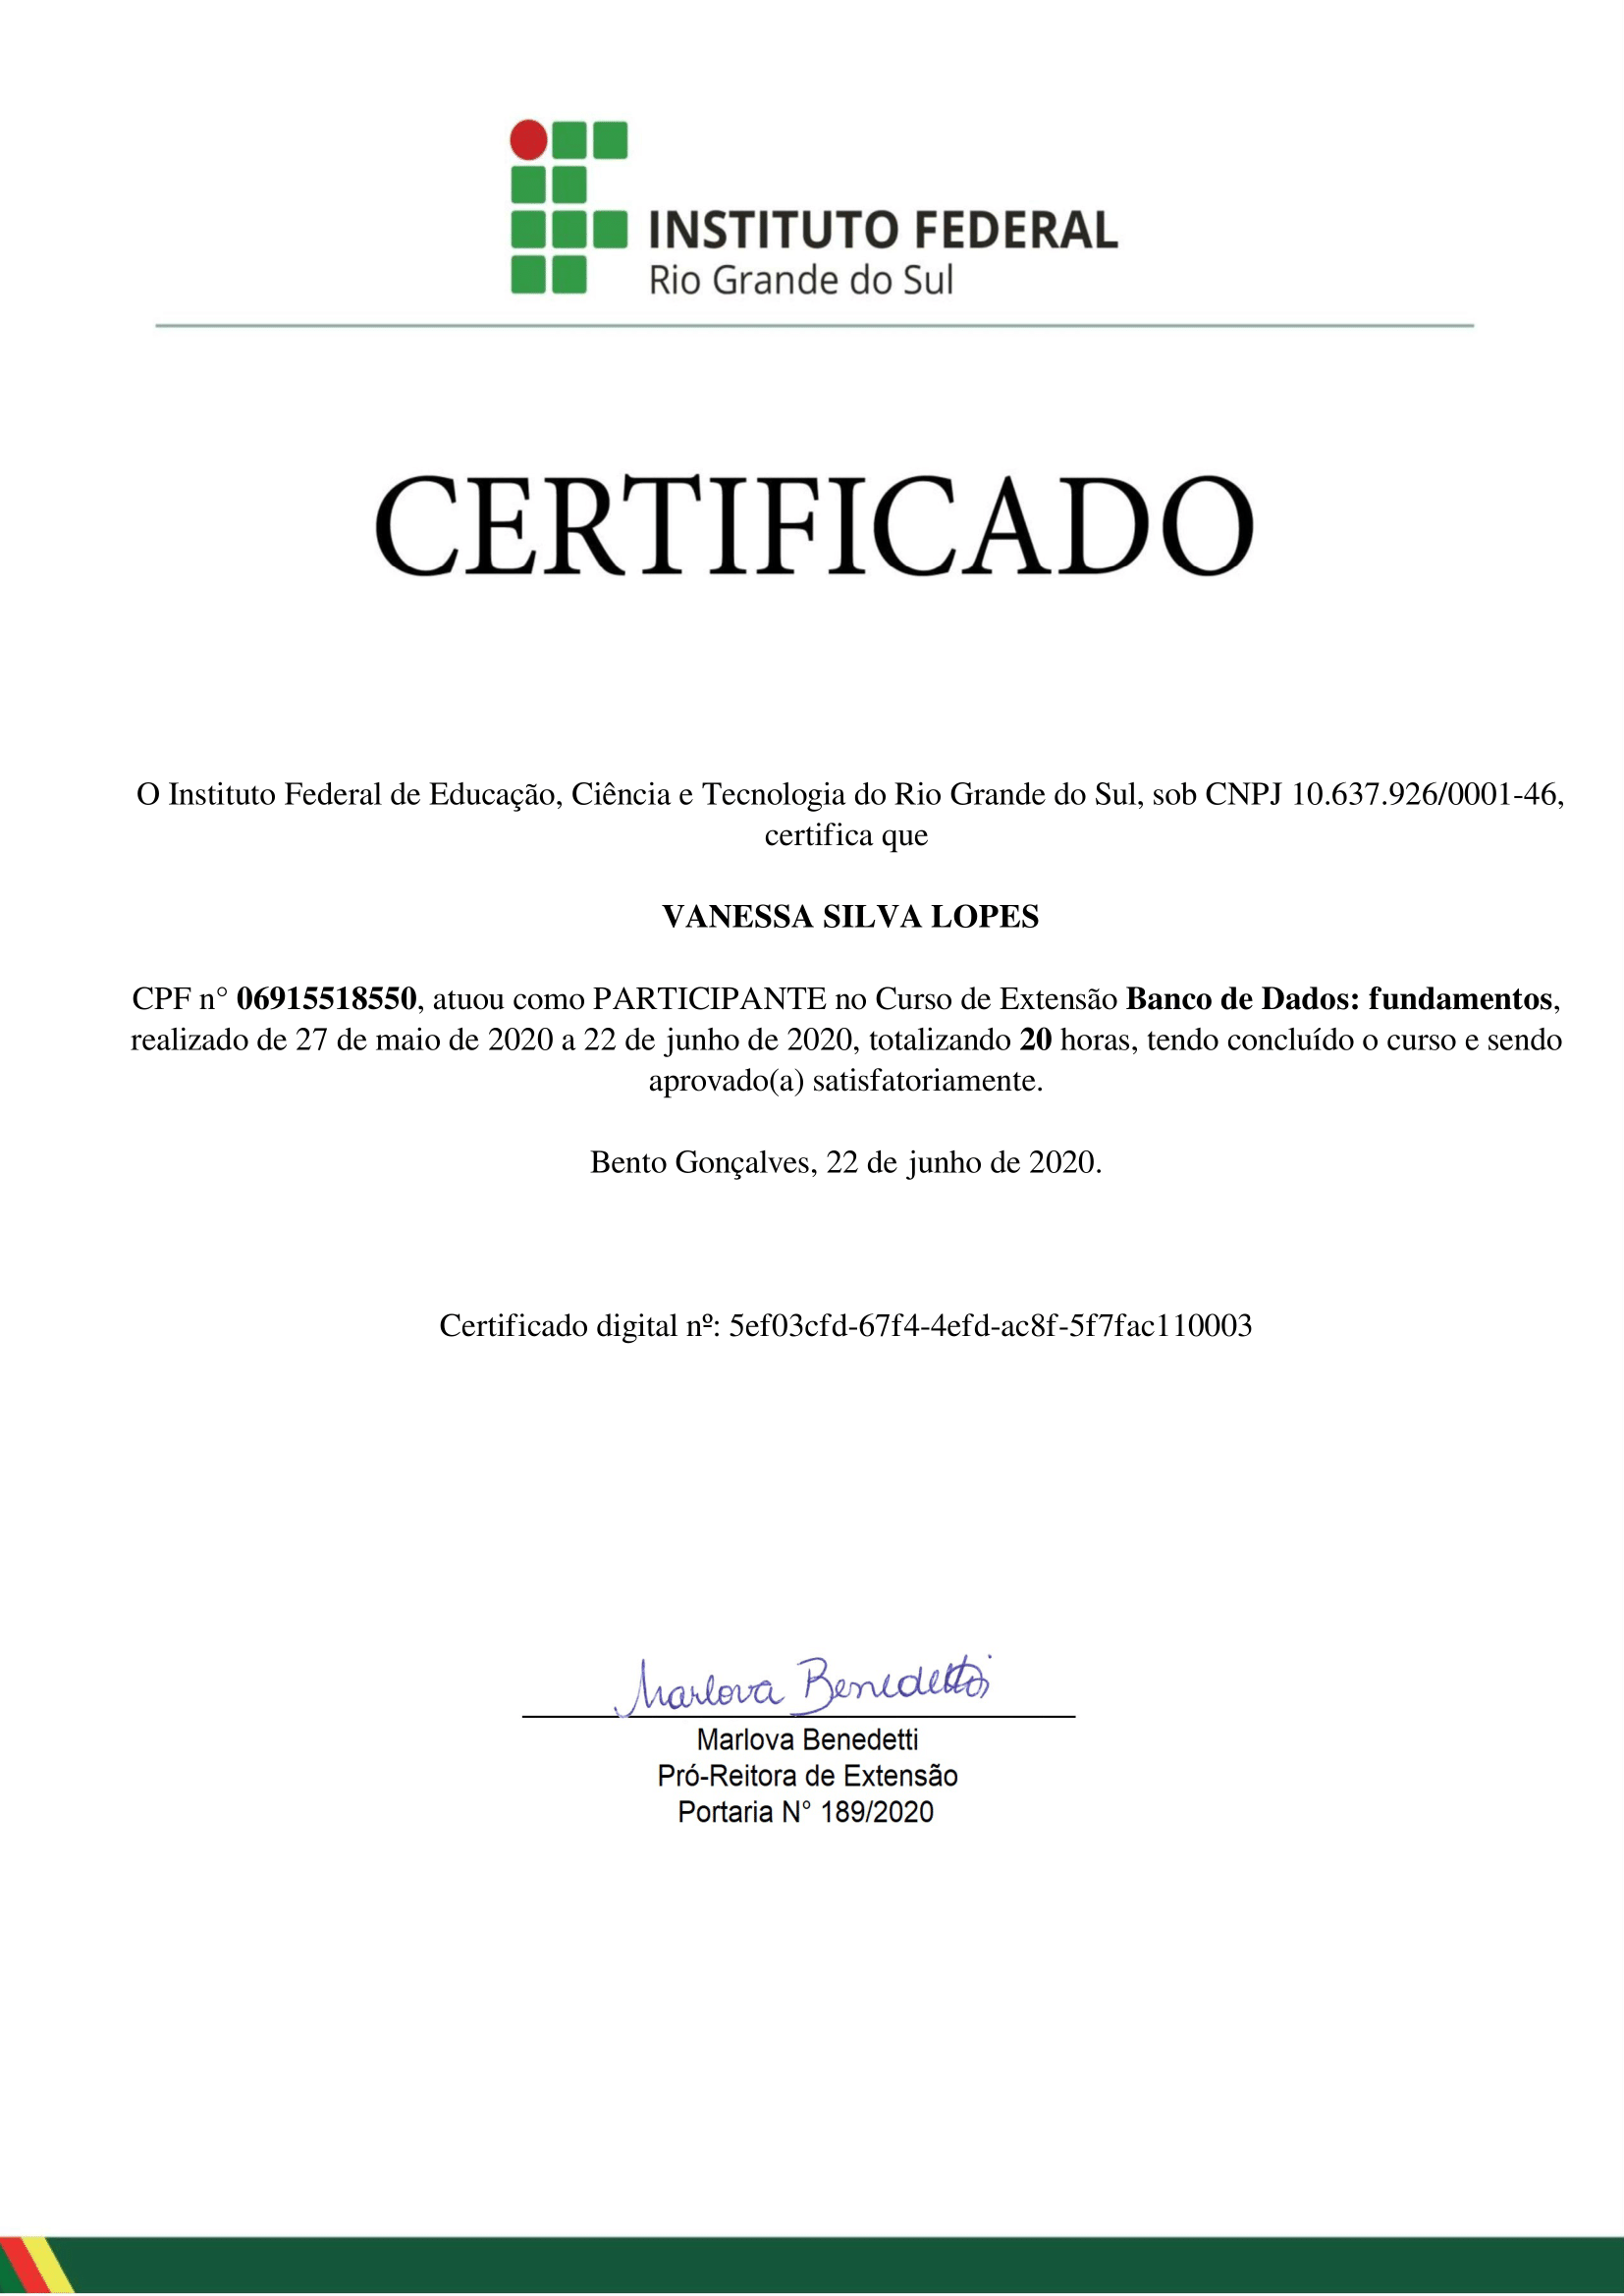 INSTITUTO FEDERAL
Rio Grande do Sul
CERTIFICADO
O Instituto Federal de Educação, Ciência e Tecnologia do Rio Grande do Sul, sob CNPJ 10.637.926/0001-46,
certifica que
VANESSA SILVA LOPES
CPF n° 06915518550, atuou como PARTICIPANTE no Curso de Extensão Banco de Dados: fundamentos,
realizado de 27 de maio de 2020 a 22 de junho de 2020, totalizando 20 horas, tendo concluído o curso e sendo
aprovado(a) satisfatoriamente.
Bento Gonçalves, 22 de junho de 2020.
Certificado digital nº: 5ef03cfd-67f4-4efd-ac8f-5f7fac110003
Marlova Benedetti
Marlova Benedetti
Pró-Reitora de Extensão
Portaria N° 189/2020